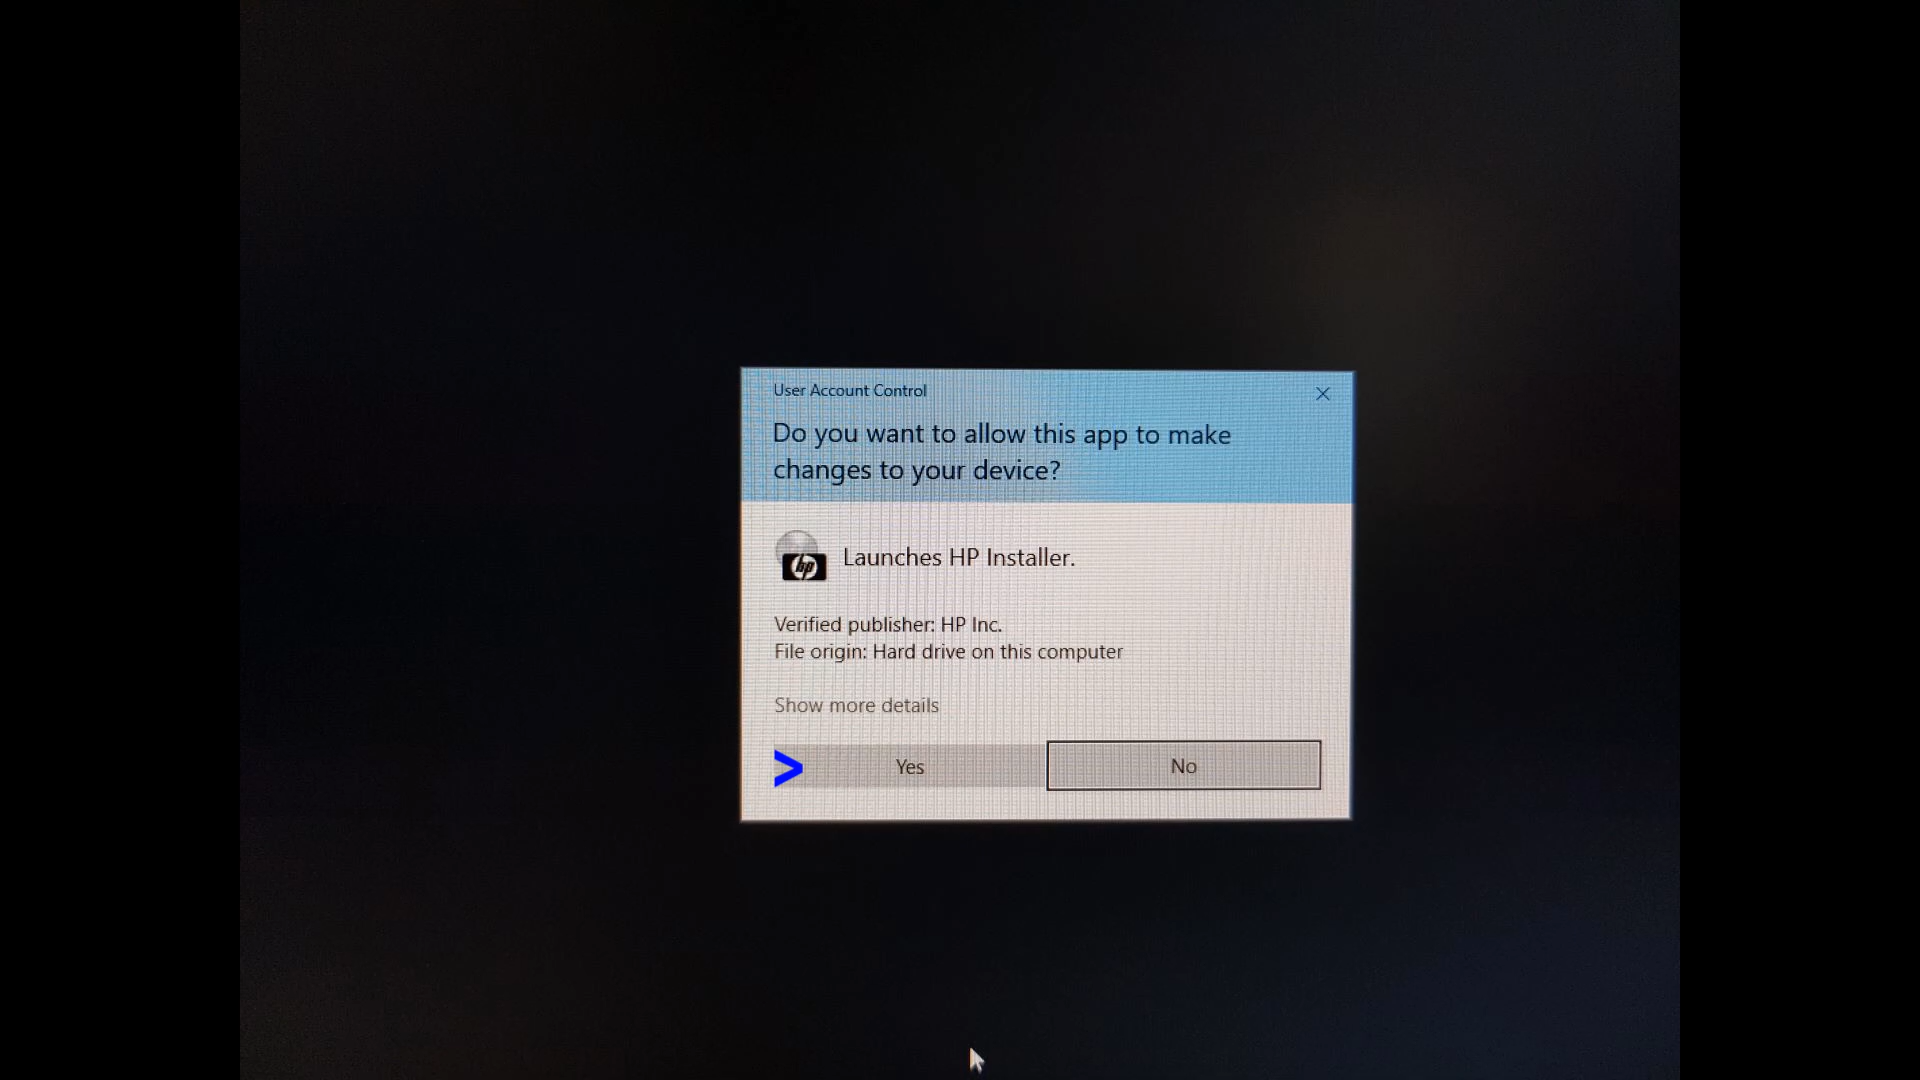 User Account Control
Do you want to allow this app to make
changes to your device?
hp
Launches HP Installer.
Verified publisher: HP Inc.
File origin: Hard drive on this computer
Show more details
> Yes
No